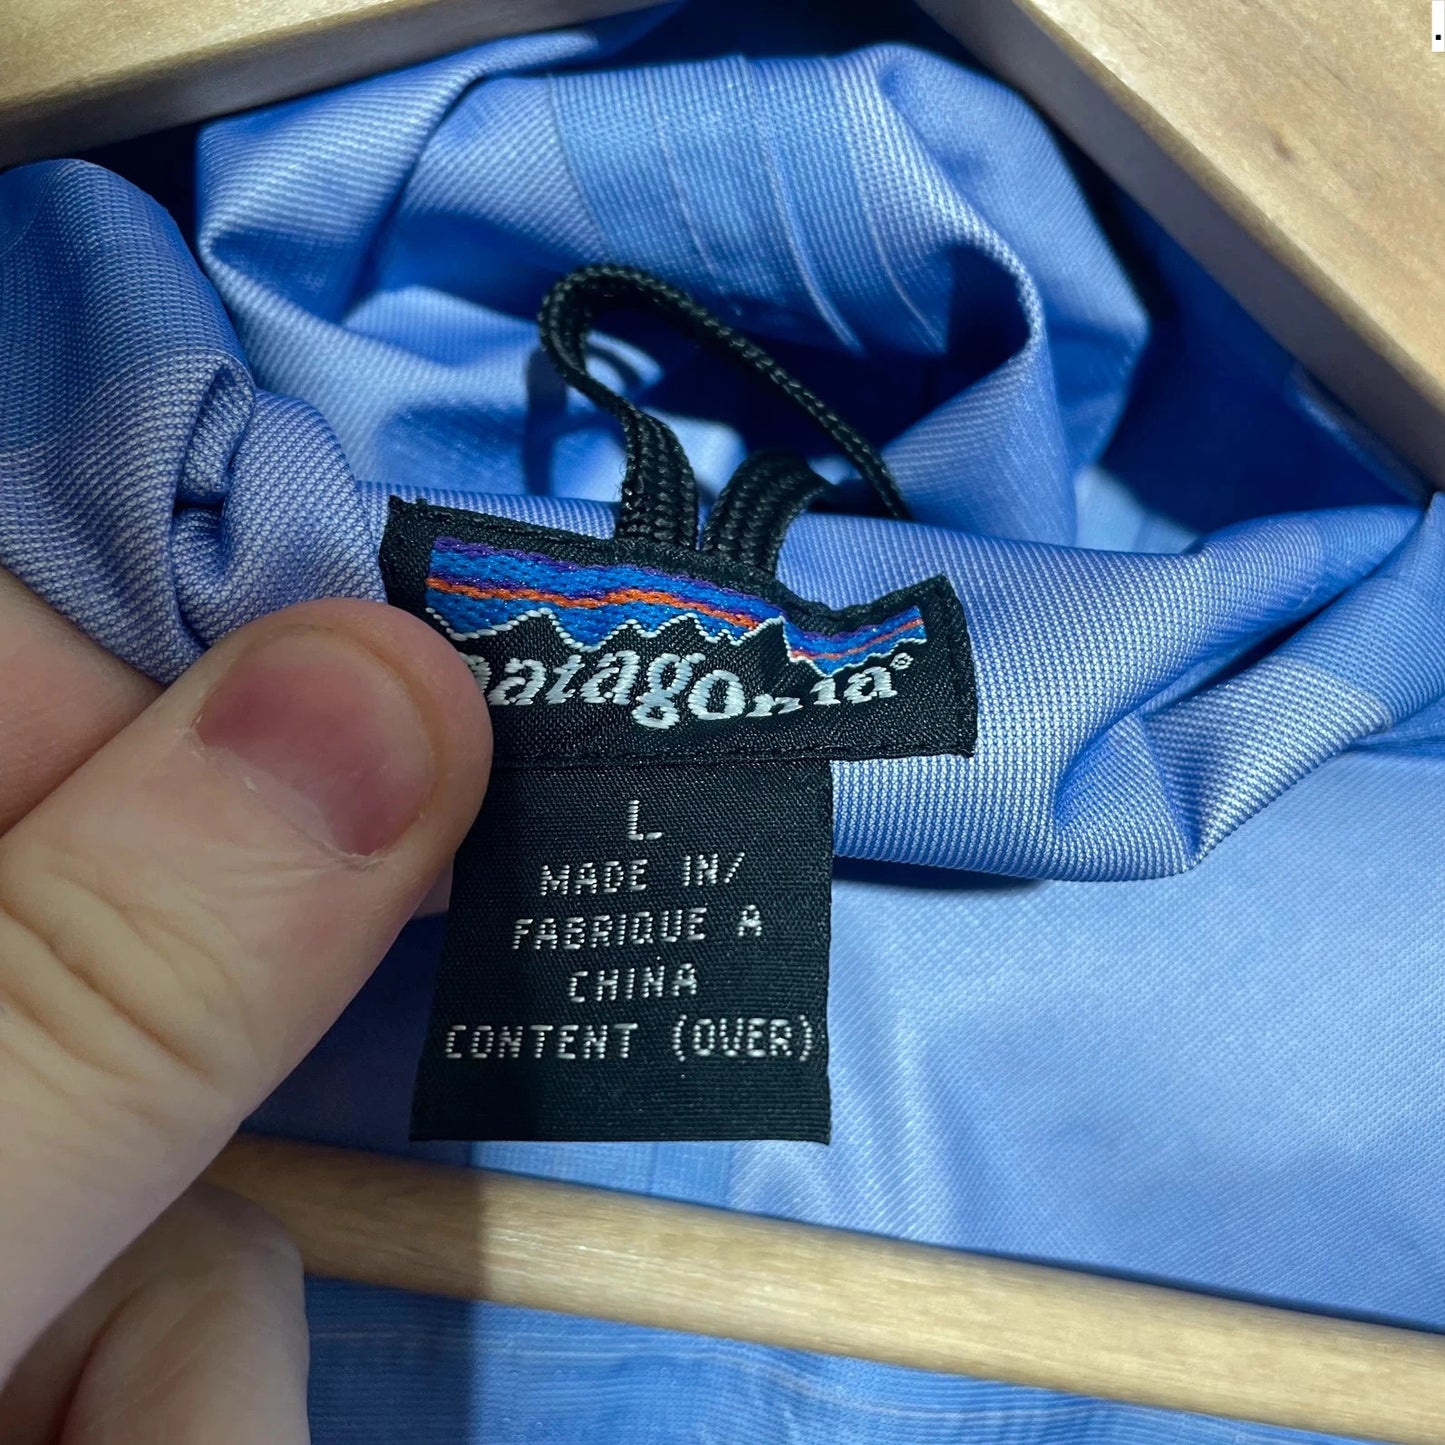 patagonia®
L
MADE IN/
FABRIQUE A
CHINA
CONTENT (OVER)